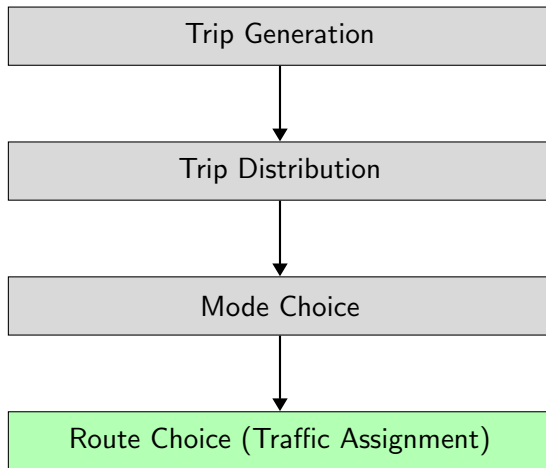 Trip Generation
Trip Distribution
Mode Choice
Route Choice (Traffic Assignment)